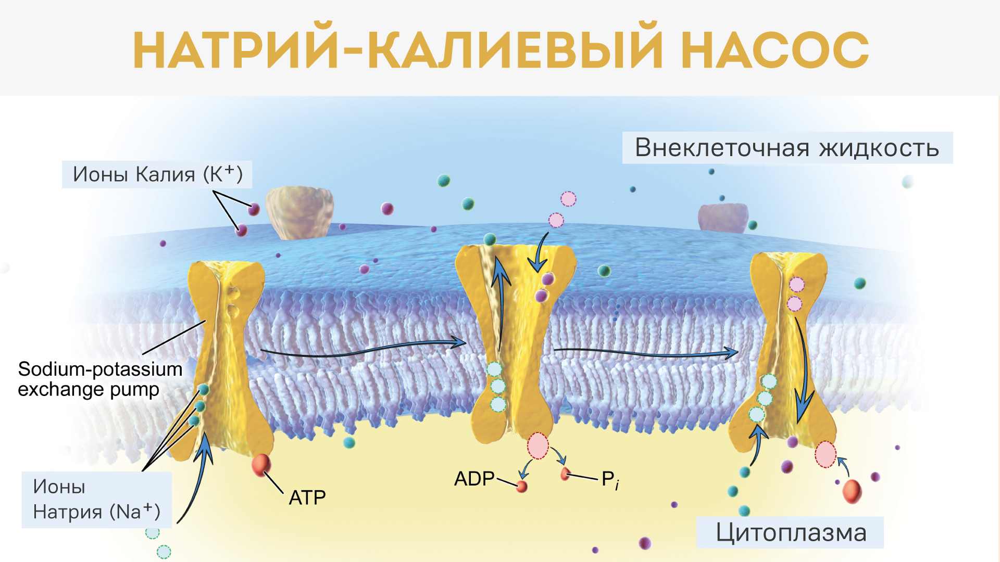 НАТРИЙ-КАЛИЕВЫЙ НАСОС
Внеклеточная жидкость
Ионы Калия (K⁺)
Sodium-potassium
exchange pump
Ионы
Натрия (Na⁺)
ATP
ADP
Pᵢ
Цитоплазма